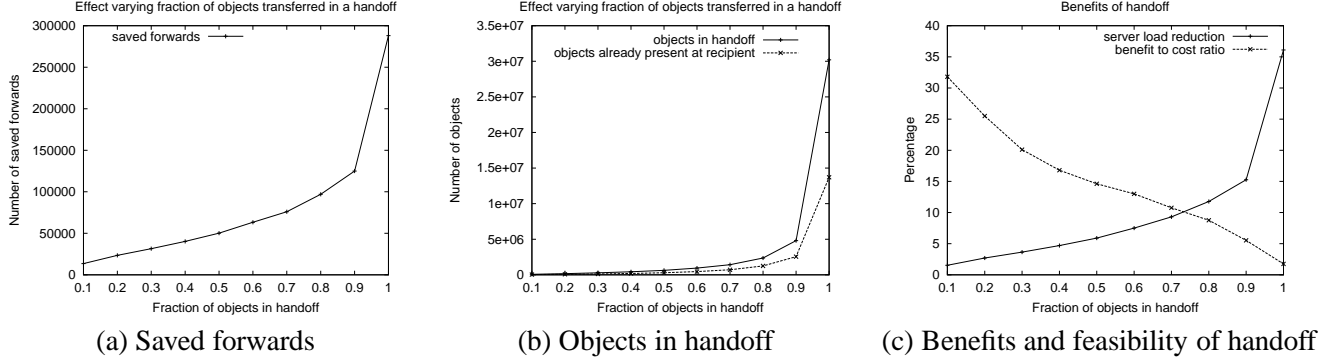 Effect varying fraction of objects transferred in a handoff
saved forwards
300000
250000
200000
150000
100000
50000
0
Number of saved forwards
0.1 0.2 0.3 0.4 0.5 0.6 0.7 0.8 0.9 1
Fraction of objects in handoff
(a) Saved forwards
Effect varying fraction of objects transferred in a handoff
objects in handoff
objects already present at recipient
3.5e+07
3e+07
2.5e+07
2e+07
1.5e+07
1e+07
5e+06
0
Number of objects
0.1 0.2 0.3 0.4 0.5 0.6 0.7 0.8 0.9 1
Fraction of objects in handoff
(b) Objects in handoff
Benefits of handoff
server load reduction
benefit to cost ratio
40
35
30
25
20
15
10
5
0
Percentage
0.1 0.2 0.3 0.4 0.5 0.6 0.7 0.8 0.9 1
Fraction of objects in handoff
(c) Benefits and feasibility of handoff